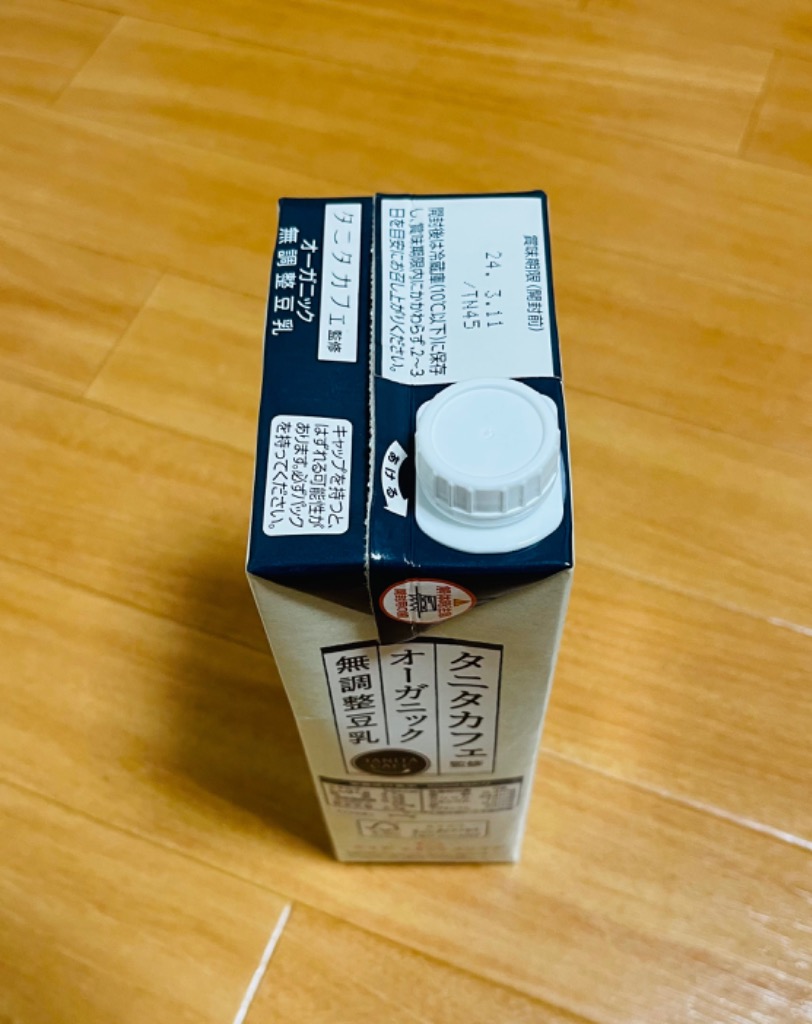 賞味期限(開封前)
24. 3.11
/TN45
開封後は冷蔵庫(10℃以下)に保存
し、賞味期限内にかかわらず、2〜3
日を目安にお召し上がりください。
タニタカフェ監修
オーガニック
無調整豆乳
キャップを持つと、
はずれる可能性が
あります。必ずパック
を持ってください。
あける
タニタカフェ監修
オーガニック
無調整豆乳
TANITA
CAFE